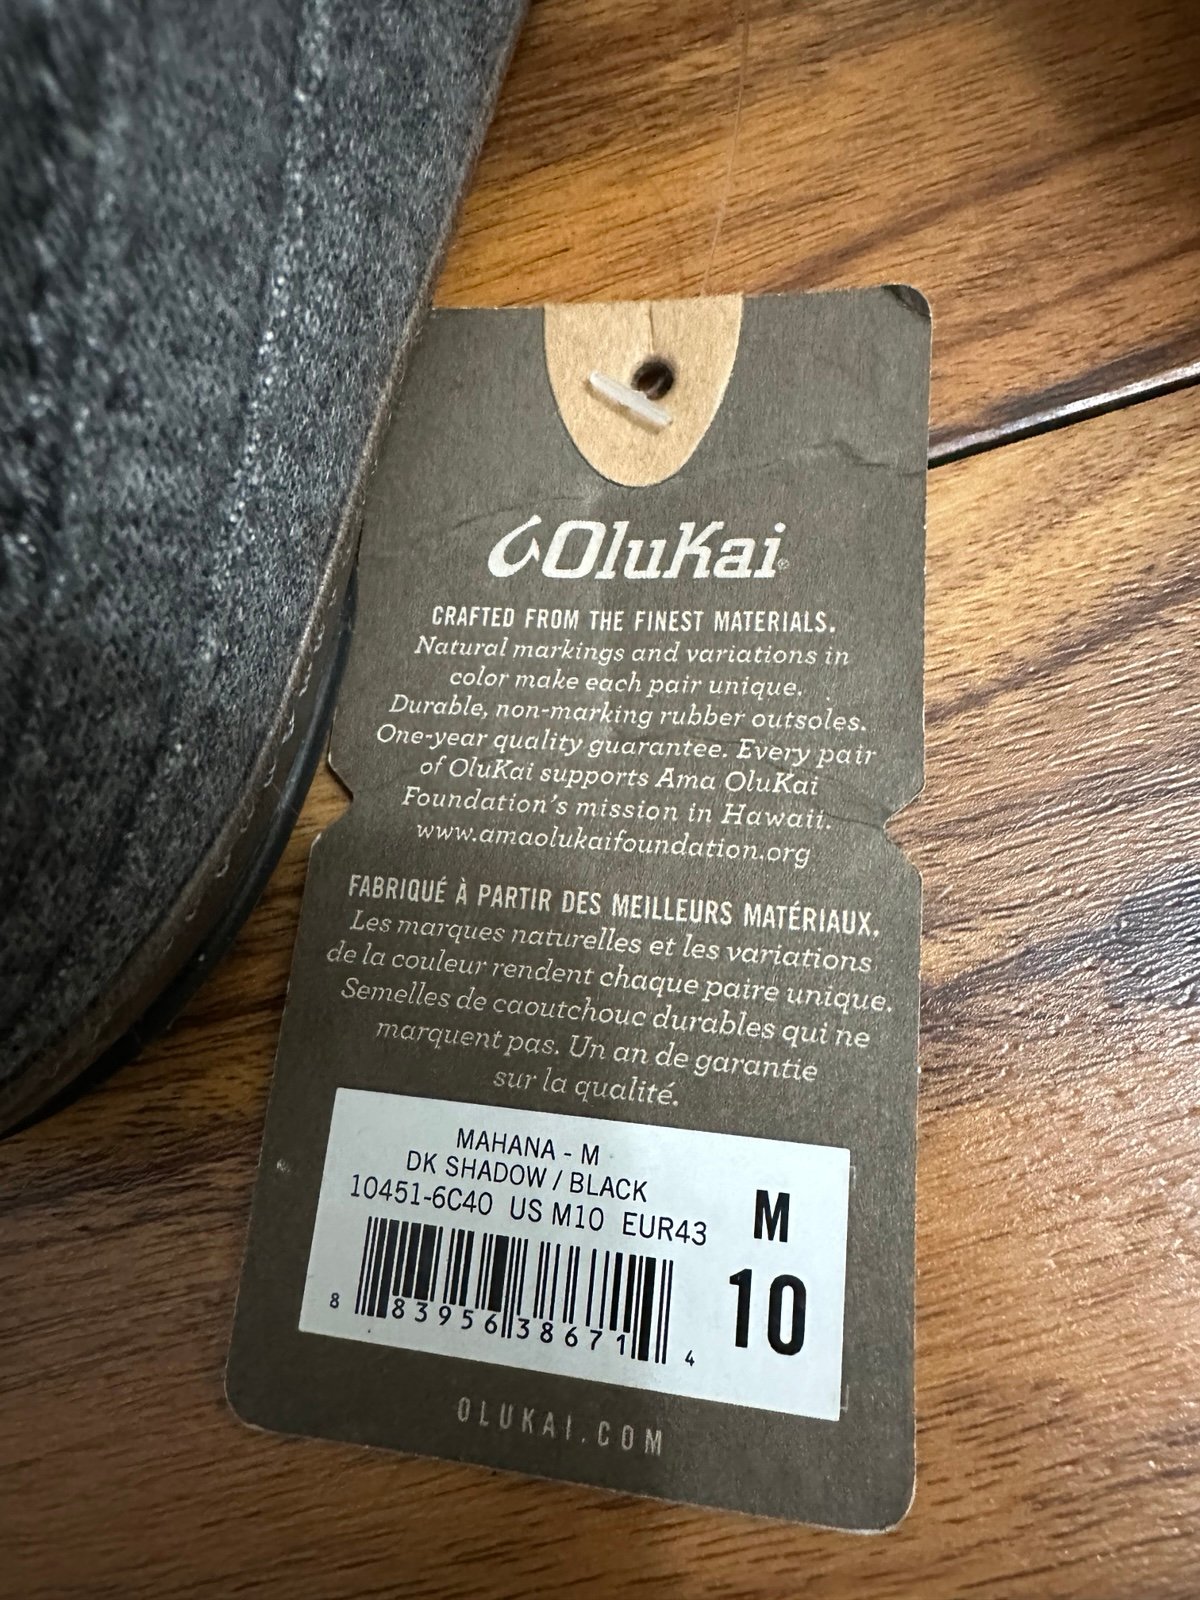 OluKai®
CRAFTED FROM THE FINEST MATERIALS.
Natural markings and variations in
color make each pair unique.
Durable, non-marking rubber outsoles.
One-year quality guarantee. Every pair
of OluKai supports Ama OluKai
Foundation's mission in Hawaii.
www.amaolukaifoundation.org
FABRIQUÉ À PARTIR DES MEILLEURS MATÉRIAUX.
Les marques naturelles et les variations
de la couleur rendent chaque paire unique.
Semelles de caoutchouc durables qui ne
marquent pas. Un an de garantie
sur la qualité.
MAHANA - M
DK SHADOW / BLACK
10451-6C40 US M10 EUR43
M
10
8 83956 38671 4
OLUKAI.COM